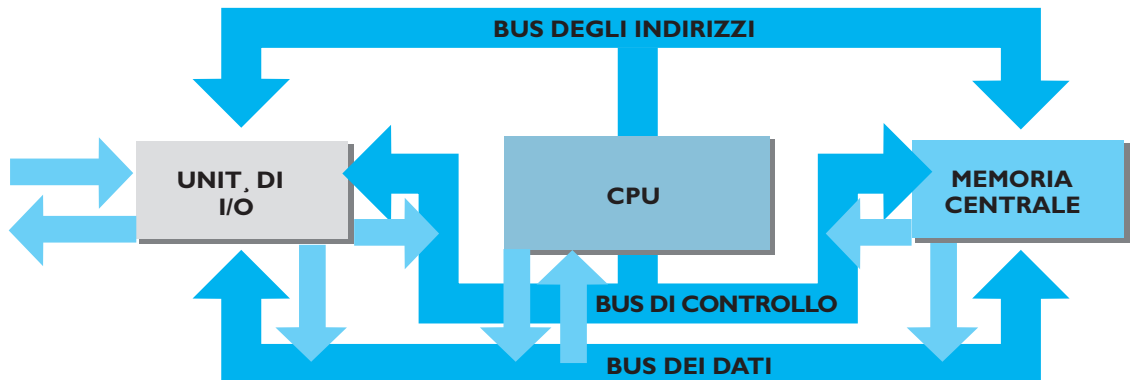 BUS DEGLI INDIRIZZI
UNIT¸ DI
I/O
CPU
MEMORIA
CENTRALE
BUS DI CONTROLLO
BUS DEI DATI